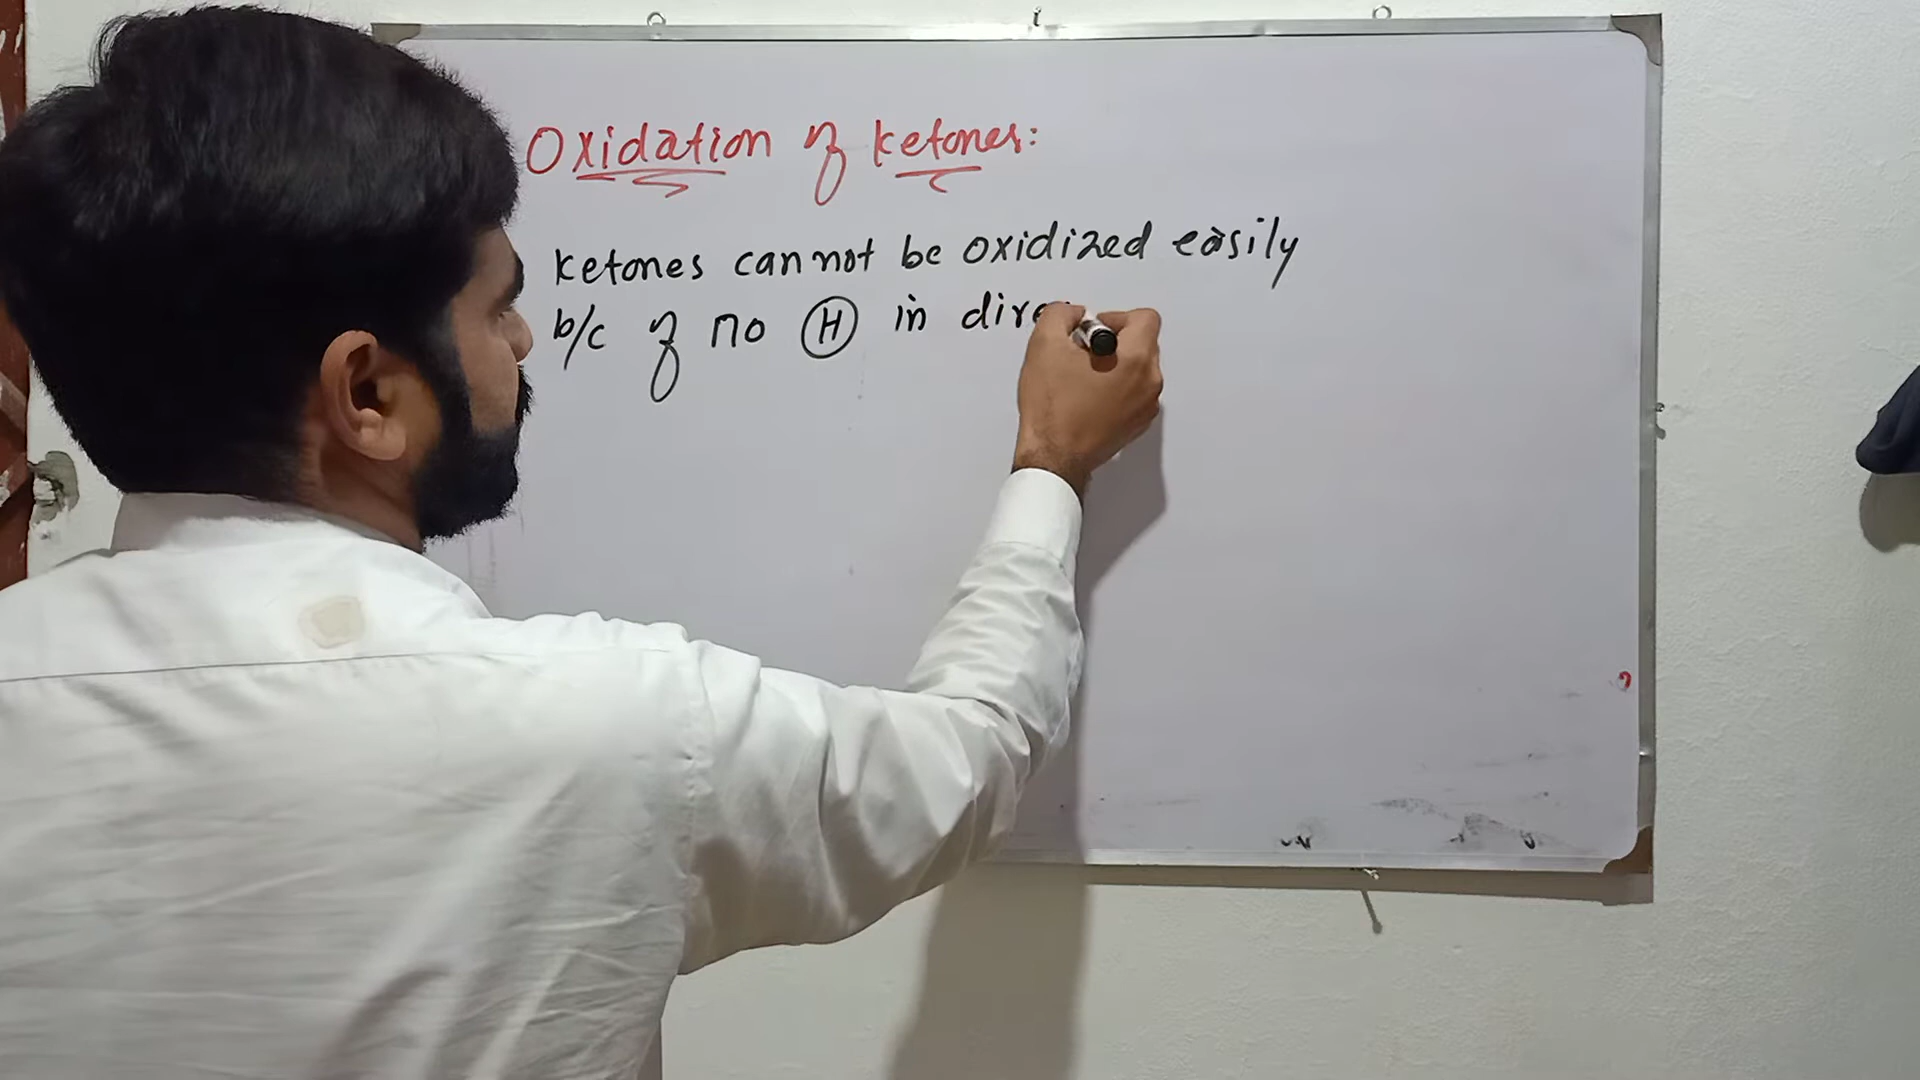 Oxidation of ketones:
ketones cannot be oxidized easily
b/c of no H in dire